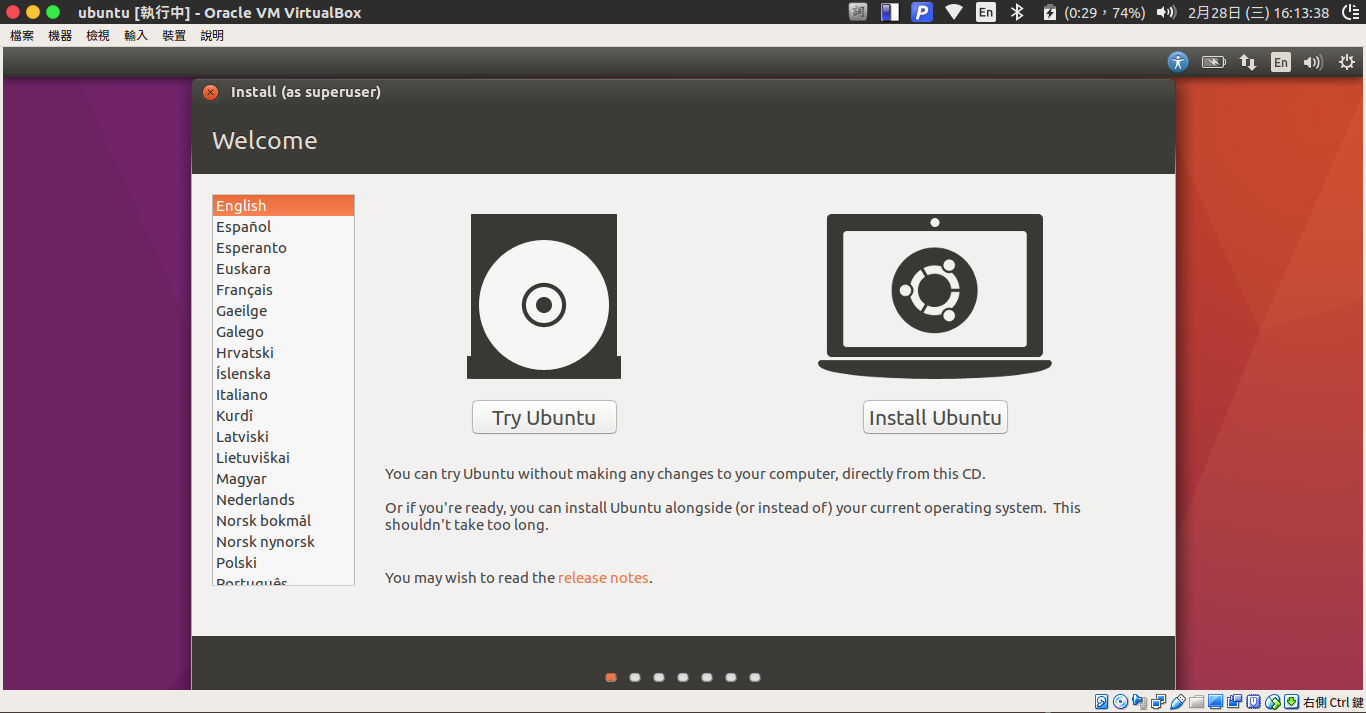 ubuntu [執行中] - Oracle VM VirtualBox
En
(0:29，74%)
2月28日 (三) 16:13:38
檔案 機器 檢視 輸入 裝置 說明
En
Install (as superuser)
Welcome
English
Español
Esperanto
Euskara
Français
Gaeilge
Galego
Hrvatski
Íslenska
Italiano
Kurdî
Latviski
Lietuviškai
Magyar
Nederlands
Norsk bokmål
Norsk nynorsk
Polski
Português
Try Ubuntu
Install Ubuntu
You can try Ubuntu without making any changes to your computer, directly from this CD.
Or if you're ready, you can install Ubuntu alongside (or instead of) your current operating system. This
shouldn't take too long.
You may wish to read the release notes.
右側 Ctrl 鍵